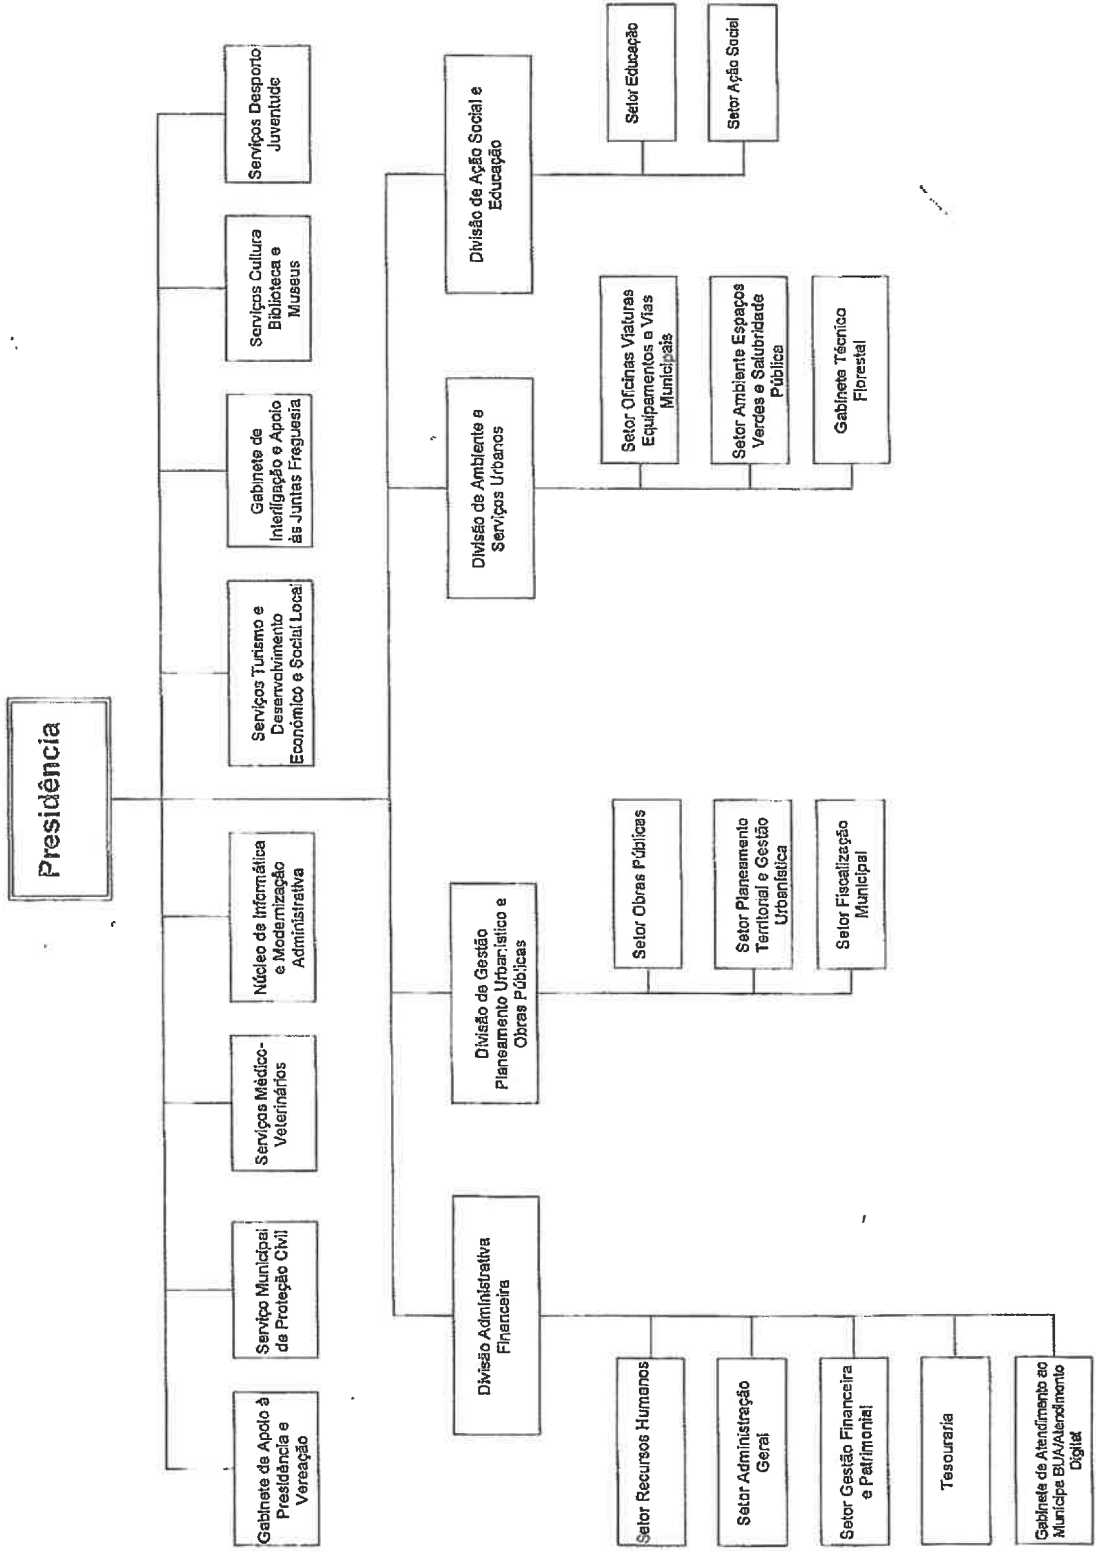 Presidência
Gabinete de Apoio à
Presidência e
Vereação
Serviço Municipal
de Proteção Civil
Serviços Médico-
Veterinários
Núcleo de Informática
e Modernização
Administrativa
Serviços Turismo e
Desenvolvimento
Económico e Social Local
Gabinete de
Interligação e Apoio
às Juntas Freguesia
Serviços Cultura
Biblioteca e
Museus
Serviços Desporto
Juventude
Divisão Administrativa
Financeira
Divisão de Gestão
Planeamento Urbanístico e
Obras Públicas
Divisão de Ambiente e
Serviços Urbanos
Divisão de Ação Social e
Educação
Setor Recursos Humanos
Setor Administração
Geral
Setor Gestão Financeira
e Patrimonial
Tesouraria
Gabinete de Atendimento ao
Munícipe BUA/Atendimento
Digital
Setor Obras Públicas
Setor Planeamento
Territorial e Gestão
Urbanística
Setor Fiscalização
Municipal
Setor Oficinas Viaturas
Equipamentos e Vias
Municipais
Setor Ambiente Espaços
Verdes e Salubridade
Pública
Gabinete Técnico
Florestal
Setor Educação
Setor Ação Social